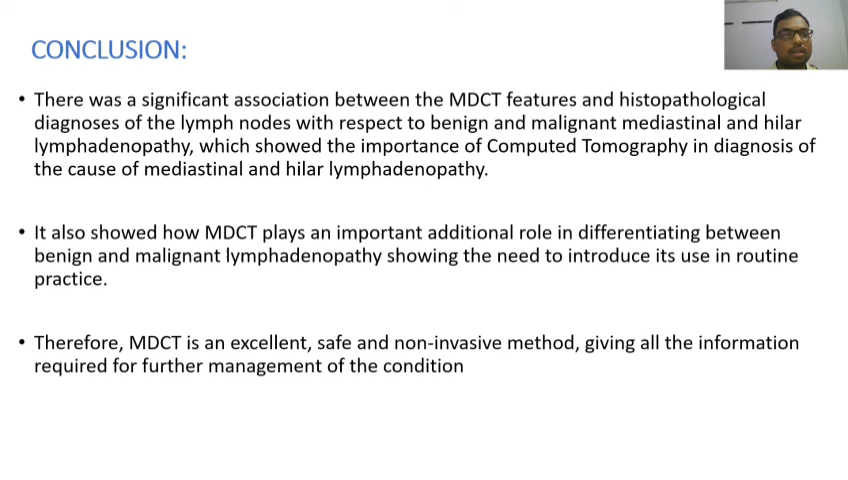 CONCLUSION:
• There was a significant association between the MDCT features and histopathological
diagnoses of the lymph nodes with respect to benign and malignant mediastinal and hilar
lymphadenopathy, which showed the importance of Computed Tomography in diagnosis of
the cause of mediastinal and hilar lymphadenopathy.
• It also showed how MDCT plays an important additional role in differentiating between
benign and malignant lymphadenopathy showing the need to introduce its use in routine
practice.
• Therefore, MDCT is an excellent, safe and non-invasive method, giving all the information
required for further management of the condition